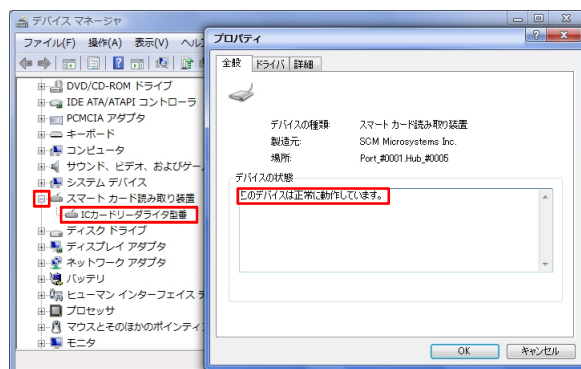 デバイス マネージャ
ファイル(F) 操作(A) 表示(V) ヘル
DVD/CD-ROM ドライブ
IDE ATA/ATAPI コントローラ
PCMCIA アダプタ
キーボード
コンピュータ
サウンド、ビデオ、およびゲー
システム デバイス
スマート カード読み取り装置
ICカードリーダライタ型番
ディスク ドライブ
ディスプレイ アダプタ
ネットワーク アダプタ
バッテリ
ヒューマン インターフェイス デ
プロセッサ
マウスとそのほかのポインティ
モニタ
プロパティ
全般 ドライバ 詳細
デバイスの種類: スマート カード読み取り装置
製造元: SCM Microsystems Inc.
場所: Port_#0001.Hub_#0005
デバイスの状態
このデバイスは正常に動作しています。
OK キャンセル